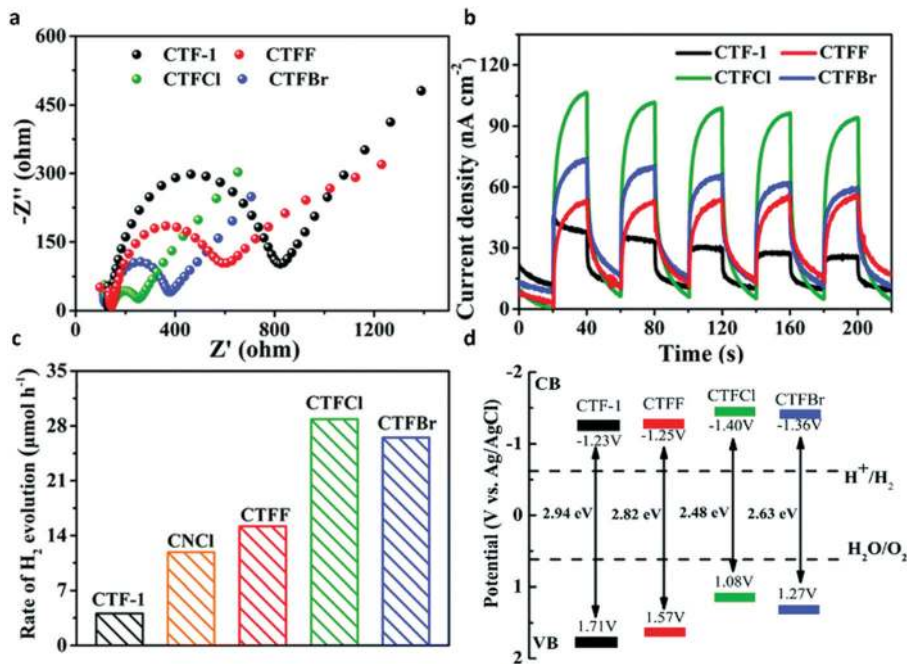 a
600
450
300
150
0
-Z'' (ohm)
CTF-1
CTFF
CTFCl
CTFBr
0
400
800
1200
Z' (ohm)
b
135
105
90
60
30
0
Current density (nA cm⁻²)
CTF-1
CTFF
CTFCl
CTFBr
0
40
80
120
160
200
Time (s)
c
35
28
21
14
7
0
Rate of H₂ evolution (μmol h⁻¹)
CTF-1
CNCl
CTFF
CTFCl
CTFBr
d
-2
-1
0
1
2
Potential (V vs. Ag/AgCl)
CB
CTF-1
CTFF
CTFCl
CTFBr
-1.23V
-1.25V
-1.40V
-1.36V
H⁺/H₂
2.94 eV
2.82 eV
2.48 eV
2.63 eV
H₂O/O₂
1.71V
1.57V
1.08V
1.27V
VB